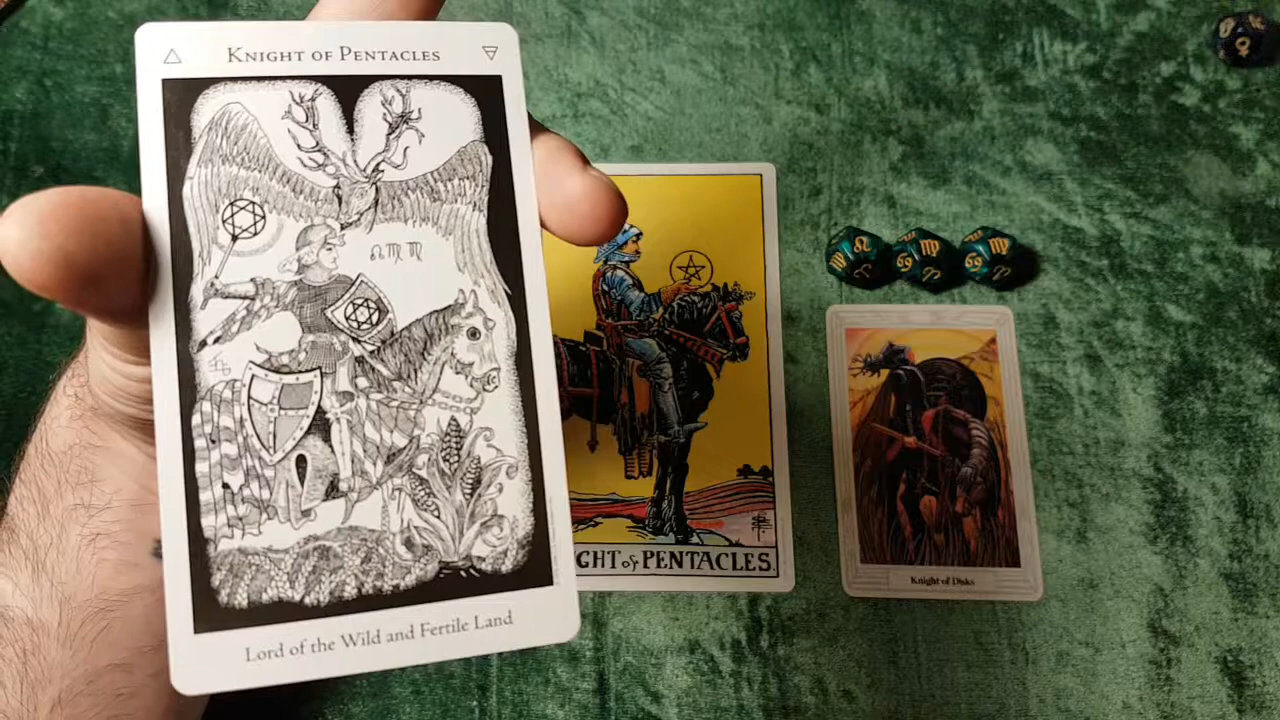 KNIGHT OF PENTACLES
♌ ♍ ♍
Lord of the Wild and Fertile Land
GHT of PENTACLES.
Knight of Disks